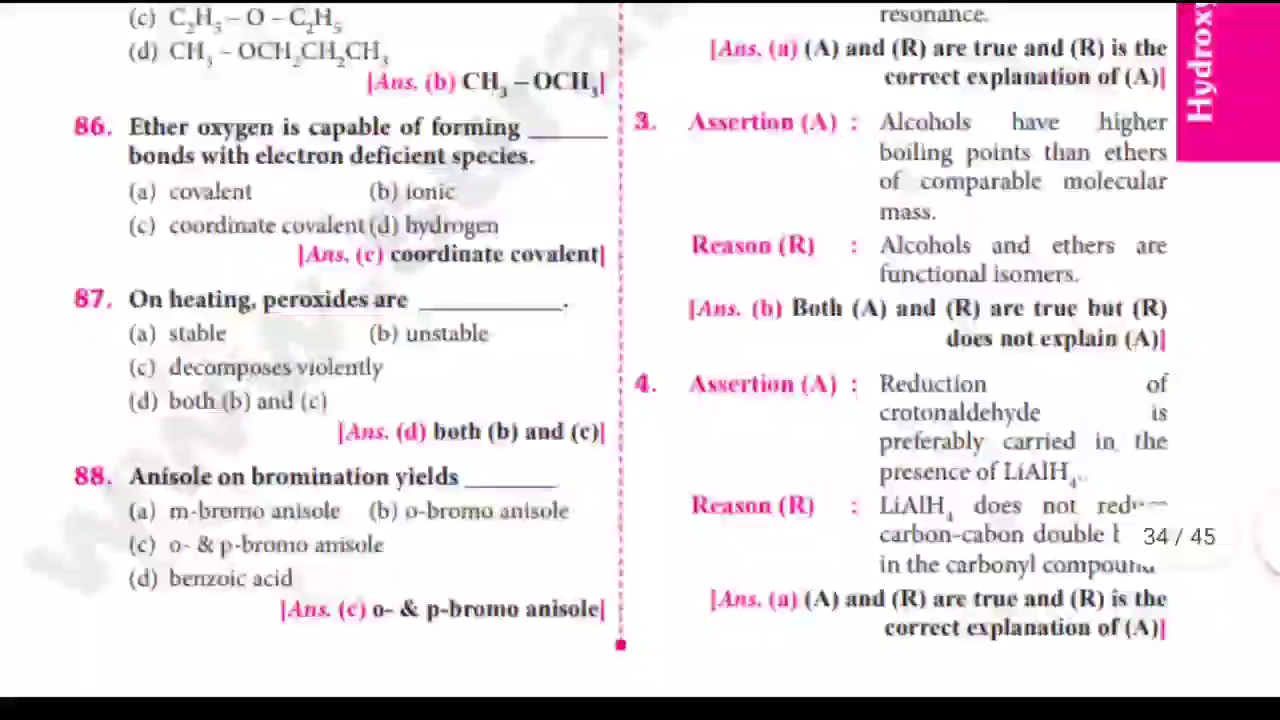 (c) C₂H₅ – O – C₂H₅
(d) CH₃ – OCH₂CH₂CH₃
[Ans. (b) CH₃ – OCH₃]
86. Ether oxygen is capable of forming ______
bonds with electron deficient species.
(a) covalent (b) ionic
(c) coordinate covalent (d) hydrogen
[Ans. (c) coordinate covalent]
87. On heating, peroxides are ___________.
(a) stable (b) unstable
(c) decomposes violently
(d) both (b) and (c)
[Ans. (d) both (b) and (c)]
88. Anisole on bromination yields _______
(a) m-bromo anisole (b) o-bromo anisole
(c) o- & p-bromo anisole
(d) benzoic acid
[Ans. (c) o- & p-bromo anisole]
resonance.
[Ans. (a) (A) and (R) are true and (R) is the
correct explanation of (A)]
3. Assertion (A) : Alcohols have higher
boiling points than ethers
of comparable molecular
mass.
Reason (R) : Alcohols and ethers are
functional isomers.
[Ans. (b) Both (A) and (R) are true but (R)
does not explain (A)]
4. Assertion (A) : Reduction of
crotonaldehyde is
preferably carried in the
presence of LiAlH₄.
Reason (R) : LiAlH₄ does not
carbon-cabon double
in the carbonyl compound
[Ans. (a) (A) and (R) are true and (R) is the
correct explanation of (A)]
Hydroxy
34 / 45